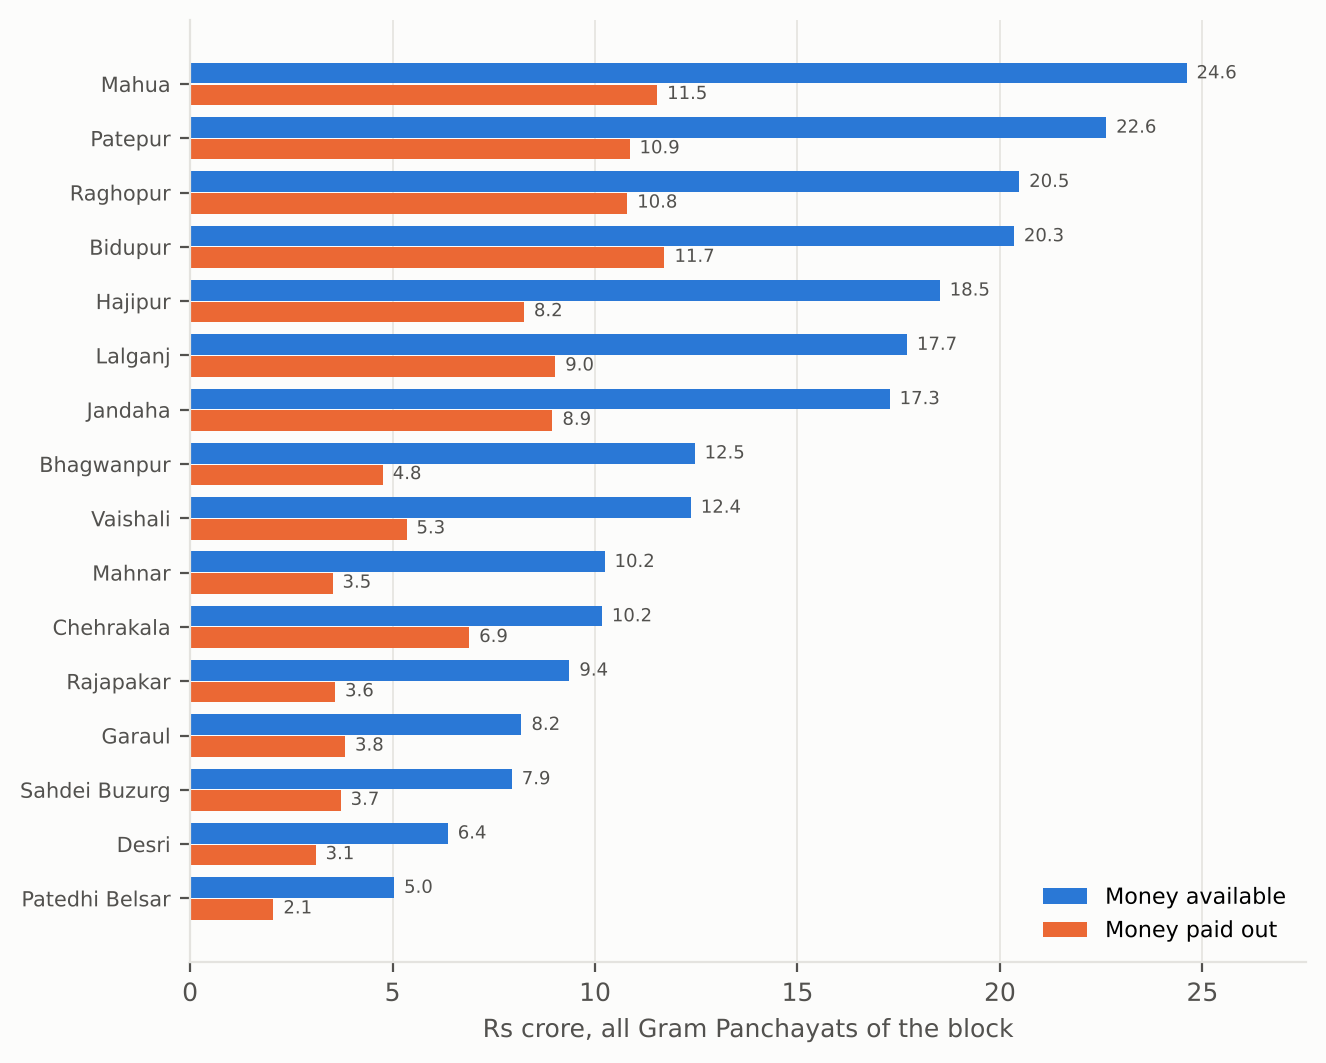 Mahua 24.6
11.5
Patepur 22.6
10.9
Raghopur 20.5
10.8
Bidupur 20.3
11.7
Hajipur 18.5
8.2
Lalganj 17.7
9.0
Jandaha 17.3
8.9
Bhagwanpur 12.5
4.8
Vaishali 12.4
5.3
Mahnar 10.2
3.5
Chehrakala 10.2
6.9
Rajapakar 9.4
3.6
Garaul 8.2
3.8
Sahdei Buzurg 7.9
3.7
Desri 6.4
3.1
Patedhi Belsar 5.0
2.1
Money available
Money paid out
0 5 10 15 20 25
Rs crore, all Gram Panchayats of the block